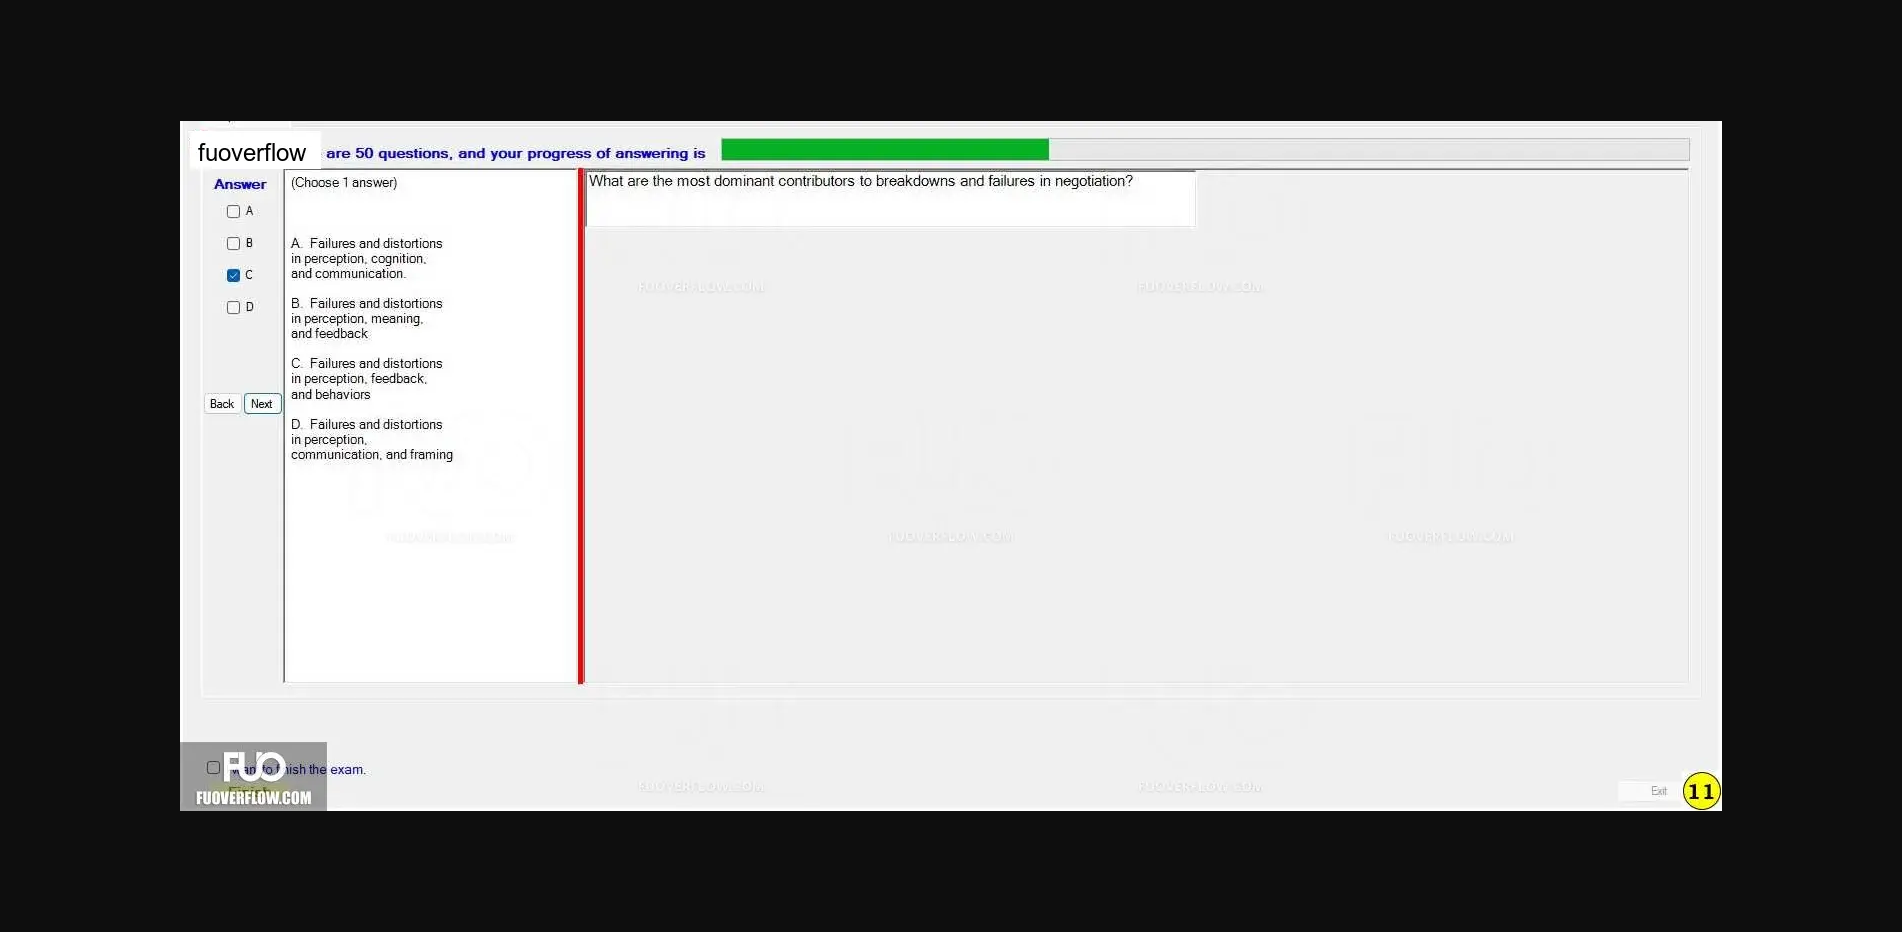 fuoverflow are 50 questions, and your progress of answering is
Answer
A
B
C
D
Back Next
(Choose 1 answer)
A. Failures and distortions
in perception, cognition,
and communication.
B. Failures and distortions
in perception, meaning,
and feedback
C. Failures and distortions
in perception, feedback,
and behaviors
D. Failures and distortions
in perception,
communication, and framing
What are the most dominant contributors to breakdowns and failures in negotiation?
FUOVERFLOW.COM FUOVERFLOW.COM
FUOVERFLOW.COM FUOVERFLOW.COM FUOVERFLOW.COM
FUOVERFLOW.COM FUOVERFLOW.COM
FUO
the exam.
FUOVERFLOW.COM
Exit
11